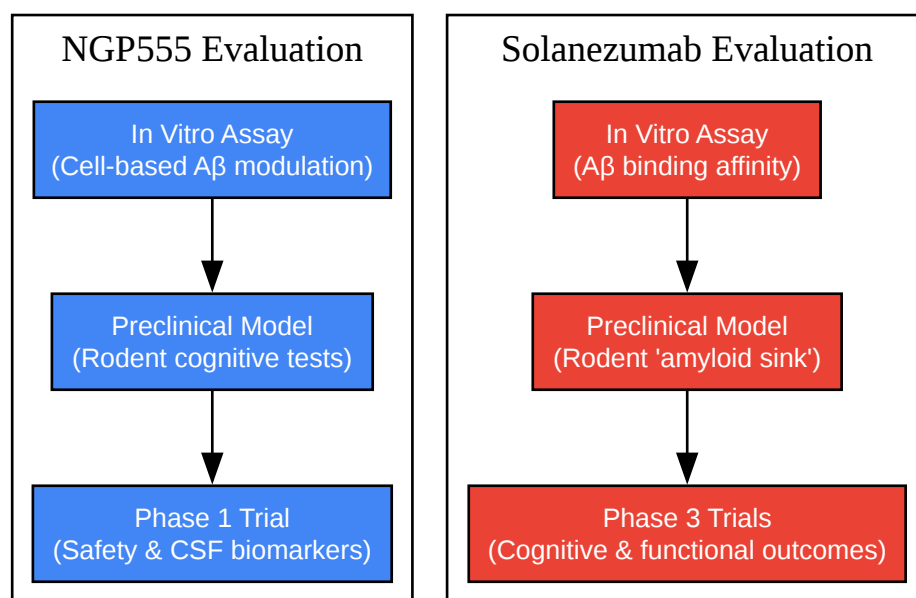 NGP555 Evaluation
In Vitro Assay
(Cell-based Aβ modulation)
Preclinical Model
(Rodent cognitive tests)
Phase 1 Trial
(Safety & CSF biomarkers)
Solanezumab Evaluation
In Vitro Assay
(Aβ binding affinity)
Preclinical Model
(Rodent 'amyloid sink')
Phase 3 Trials
(Cognitive & functional outcomes)